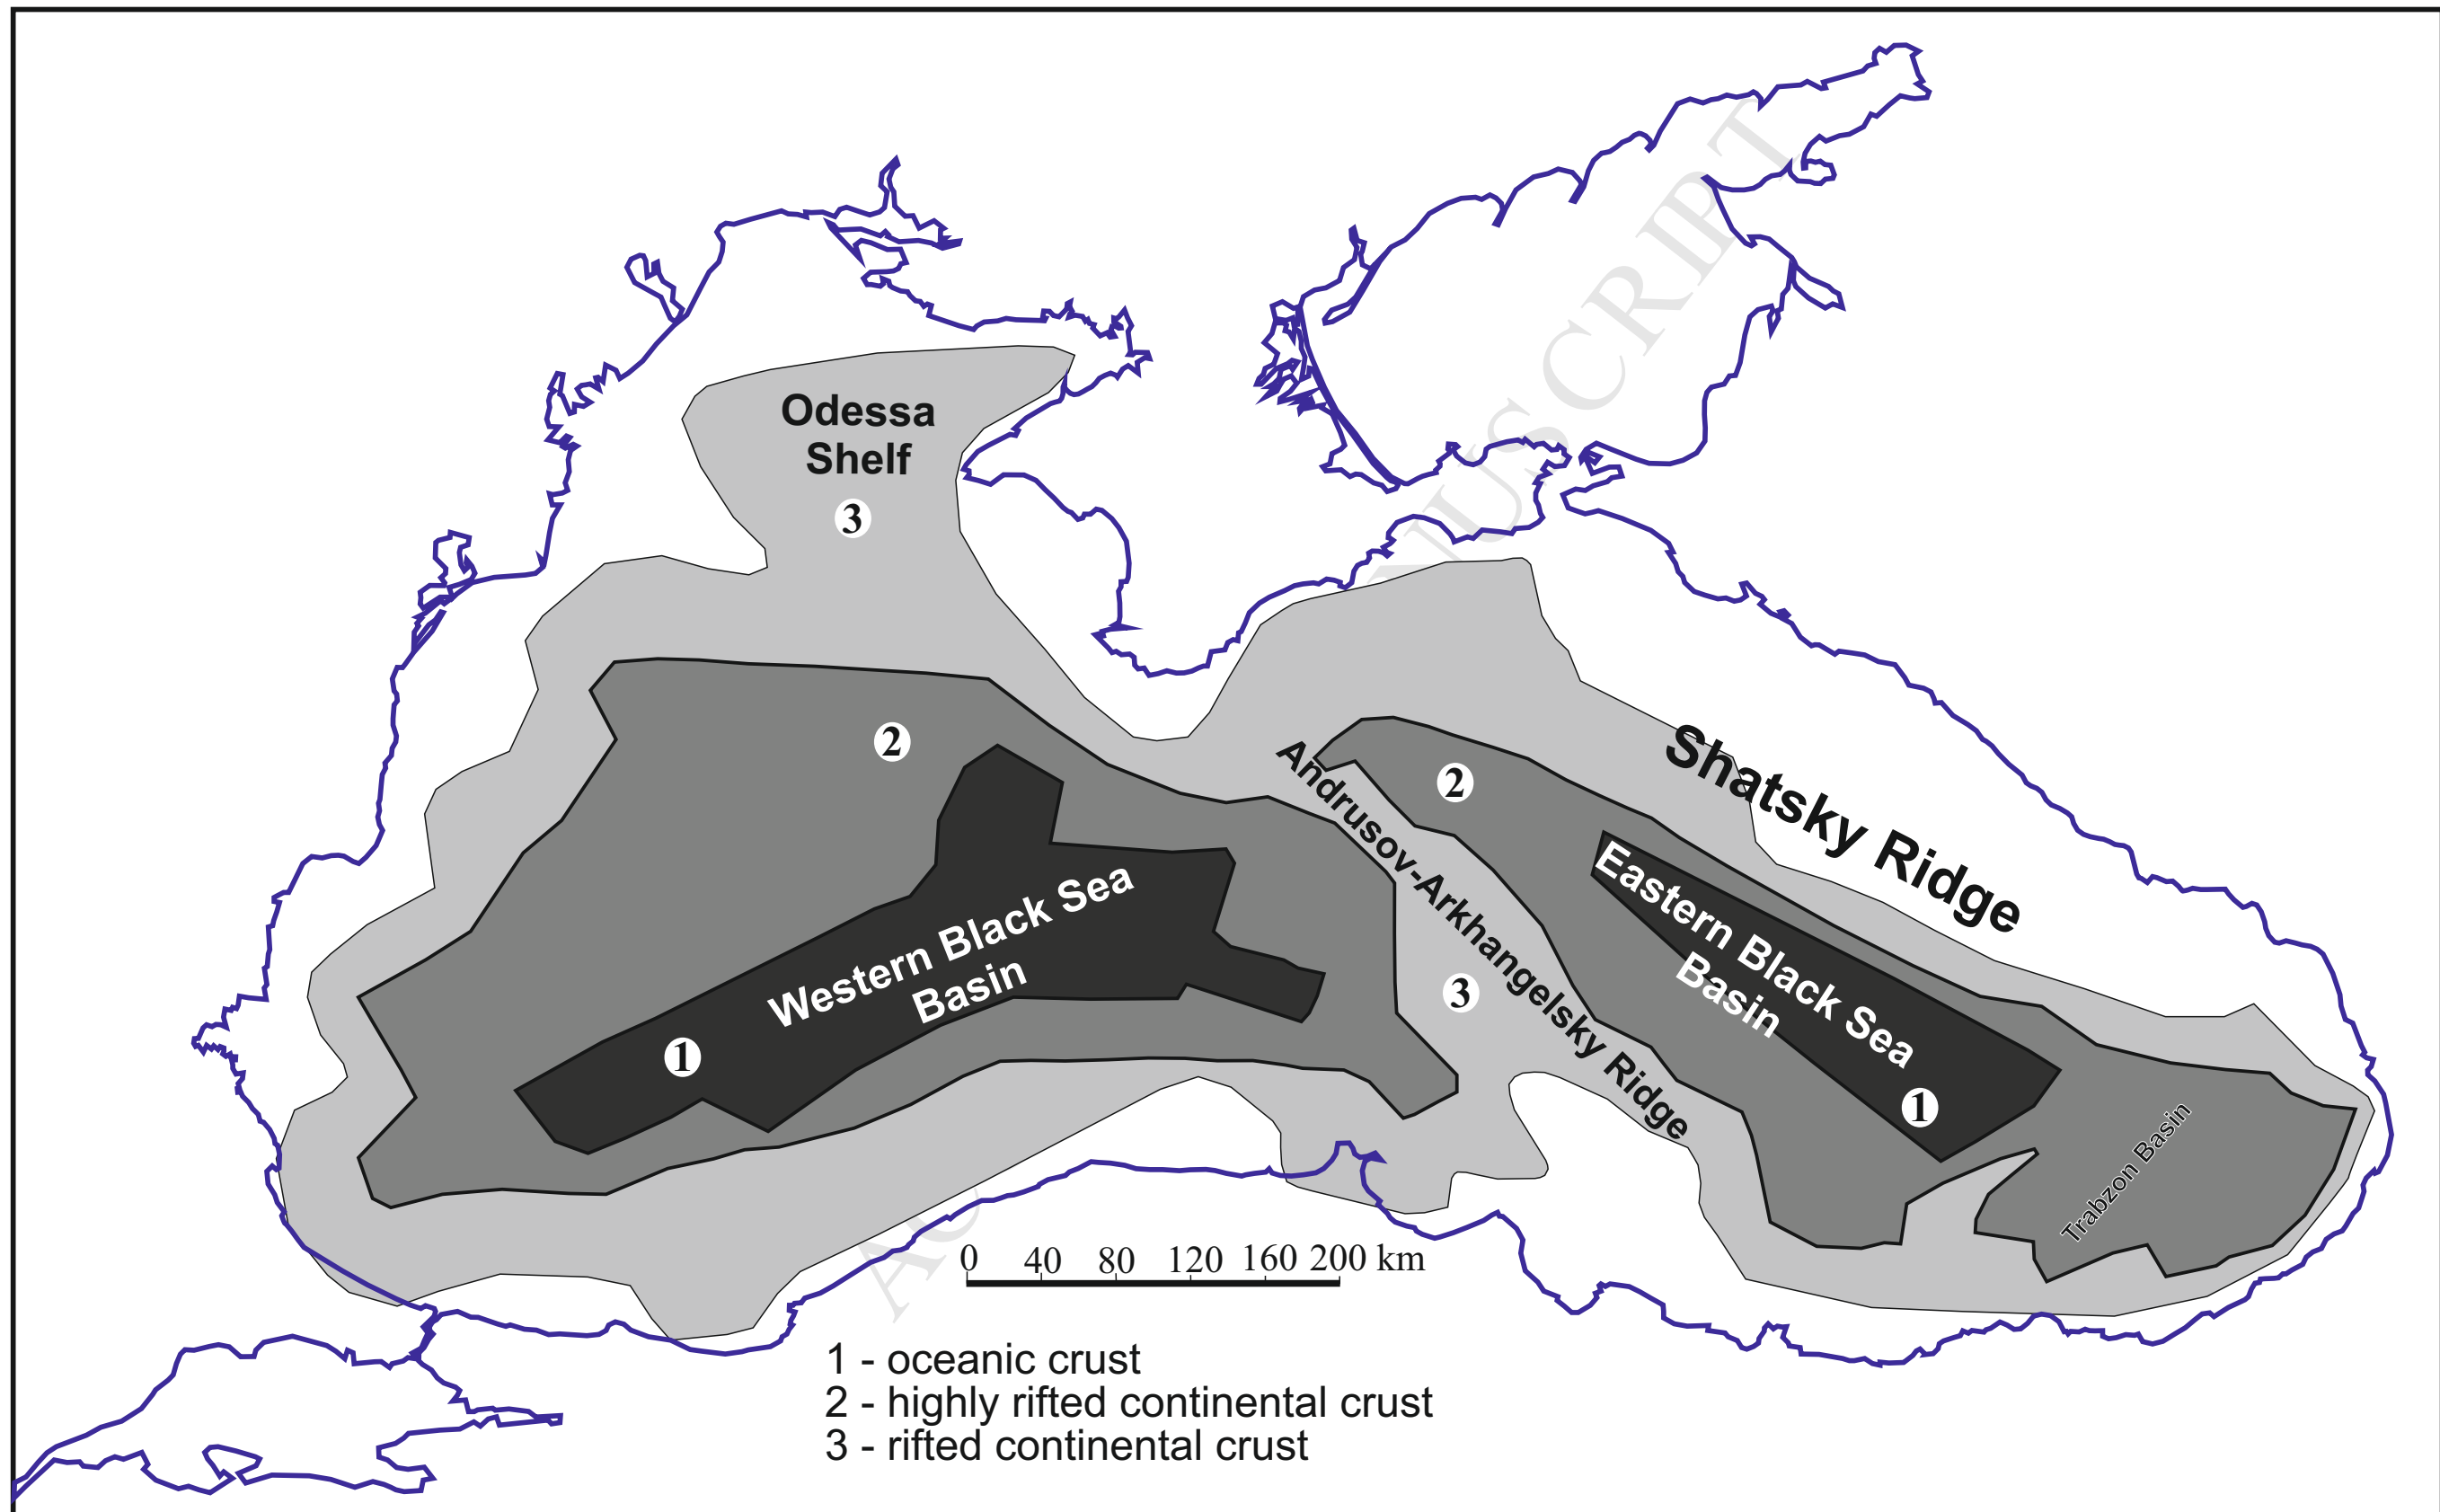 Odessa
Shelf
3
2
2
Shatsky Ridge
Andrusov-Arkhangelsky Ridge
3
Western Black Sea
Basin
1
Eastern Black Sea
Basin
1
Trabzon Basin
0 40 80 120 160 200 km
1 - oceanic crust
2 - highly rifted continental crust
3 - rifted continental crust